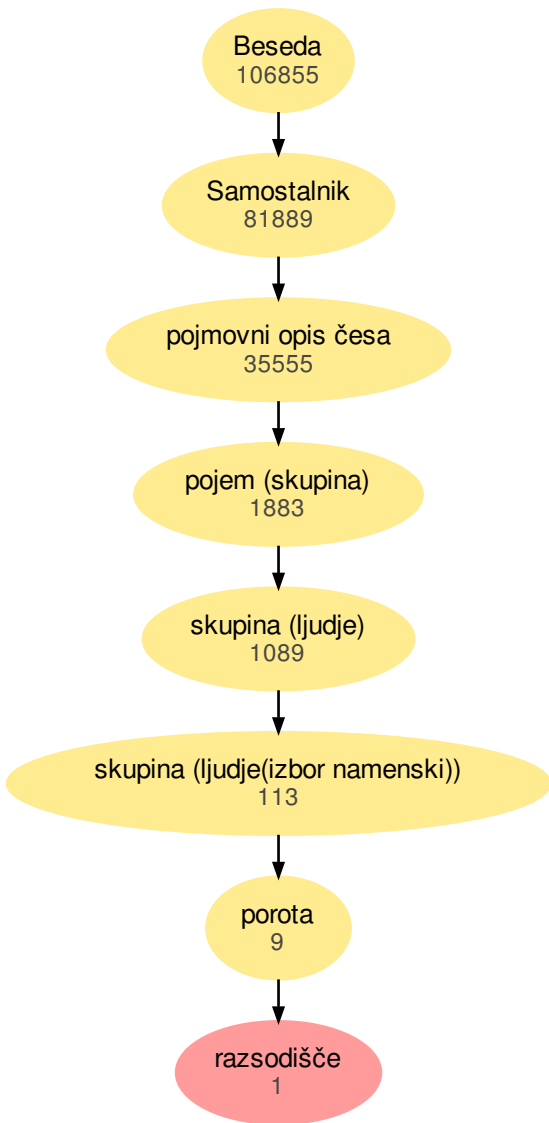 Beseda
106855
Samostalnik
81889
pojmovni opis česa
35555
pojem (skupina)
1883
skupina (ljudje)
1089
skupina (ljudje(izbor namenski))
113
porota
9
razsodišče
1